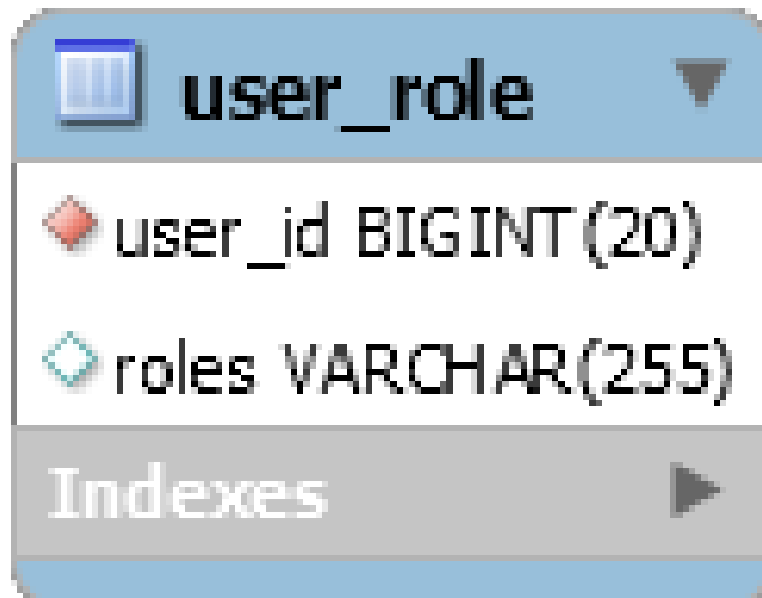 user_role
user_id BIGINT(20)
roles VARCHAR(255)
Indexes